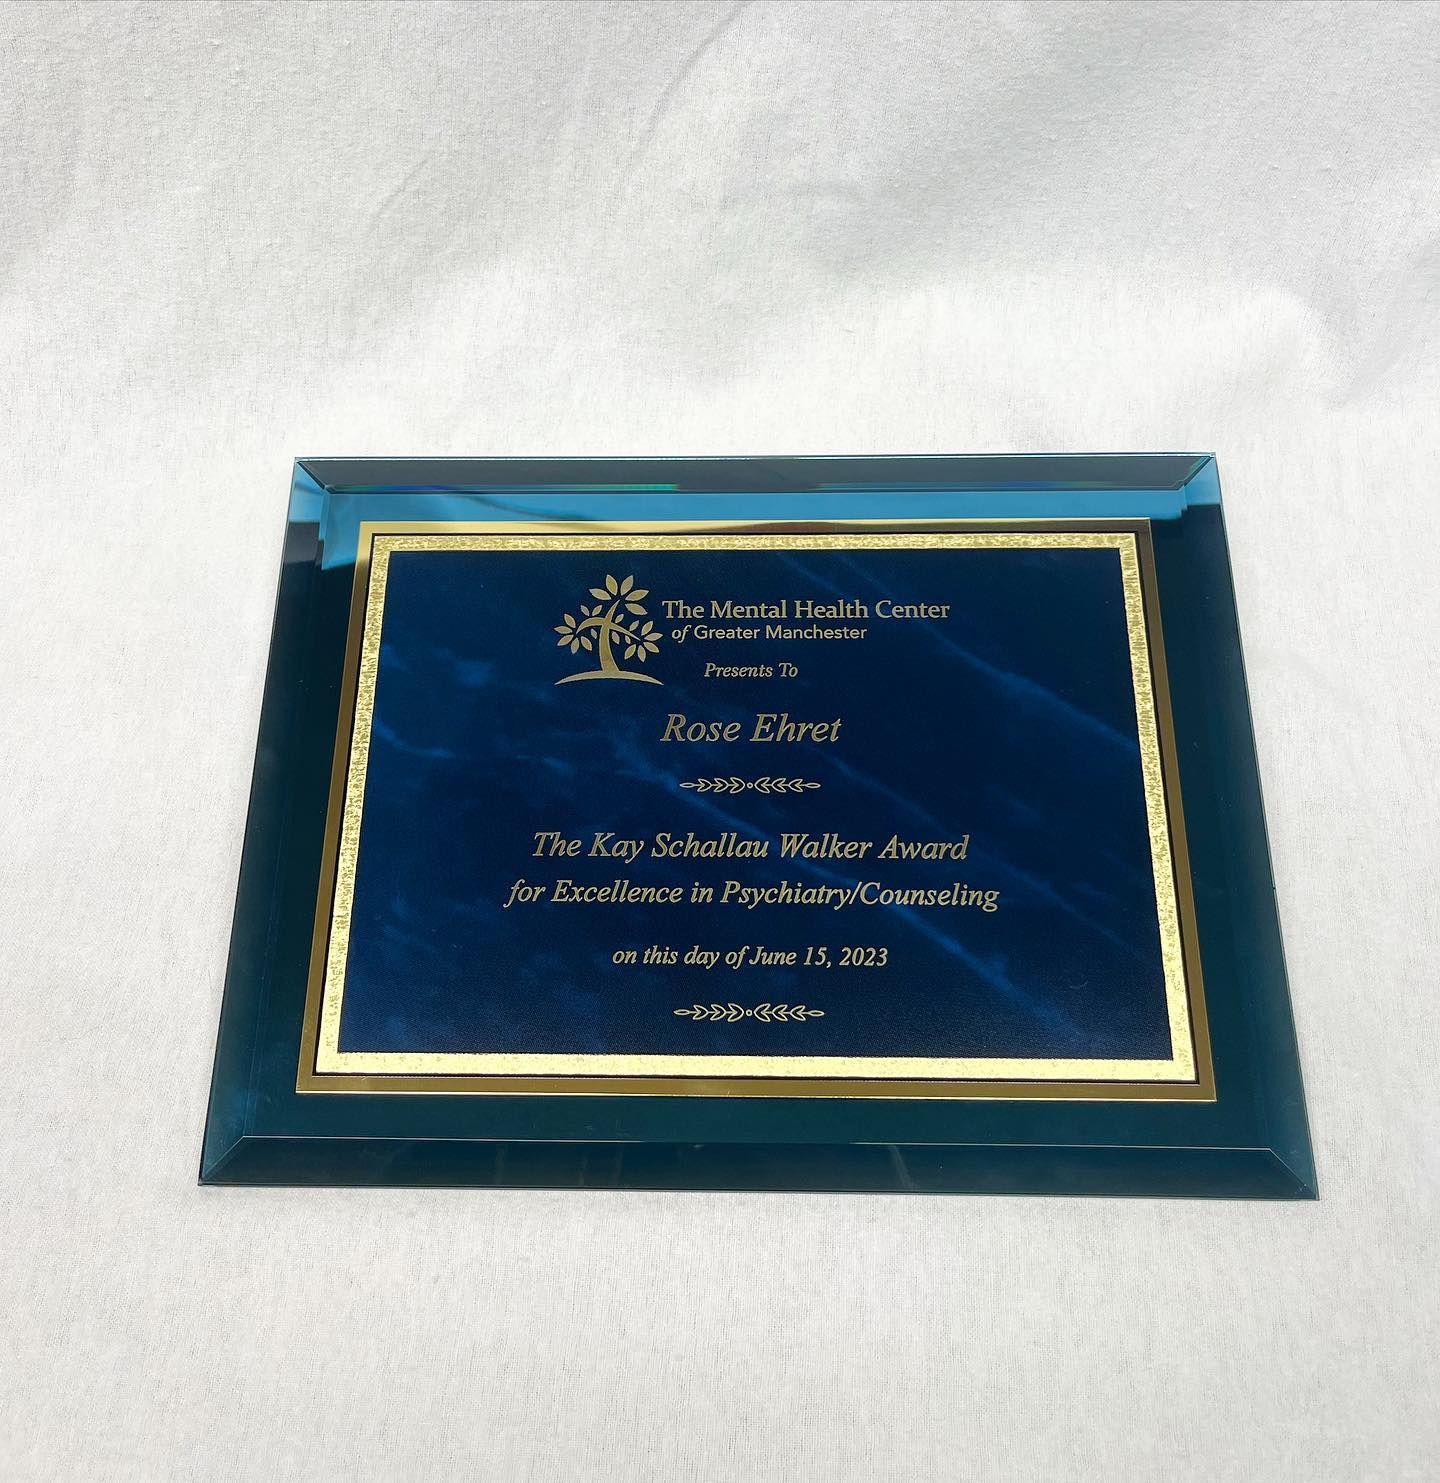 The Mental Health Center
of Greater Manchester
Presents To
Rose Ehret
The Kay Schallau Walker Award
for Excellence in Psychiatry/Counseling
on this day of June 15, 2023